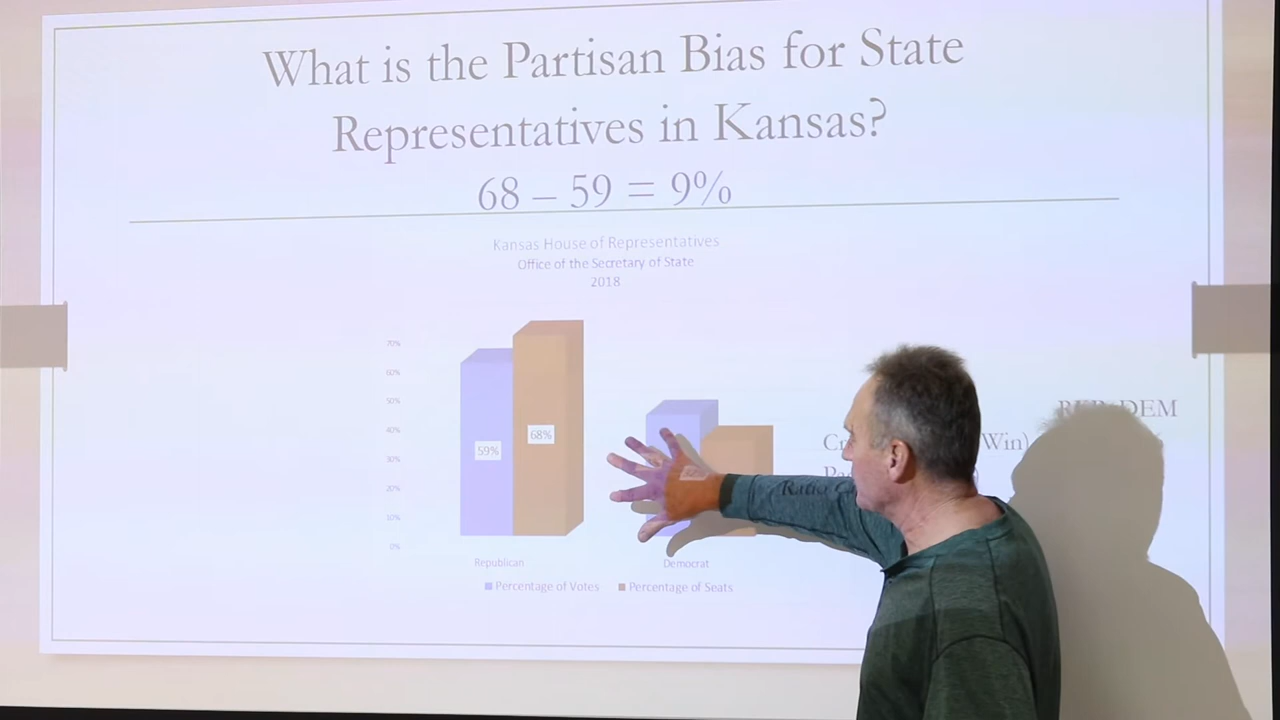 What is the Partisan Bias for State
Representatives in Kansas?
68 – 59 = 9%
Kansas House of Representatives
Office of the Secretary of State
2018
70%
60%
50%
40%
30%
20%
10%
0%
59%
68%
Republican
Democrat
Percentage of Votes
Percentage of Seats
DEM
Win)